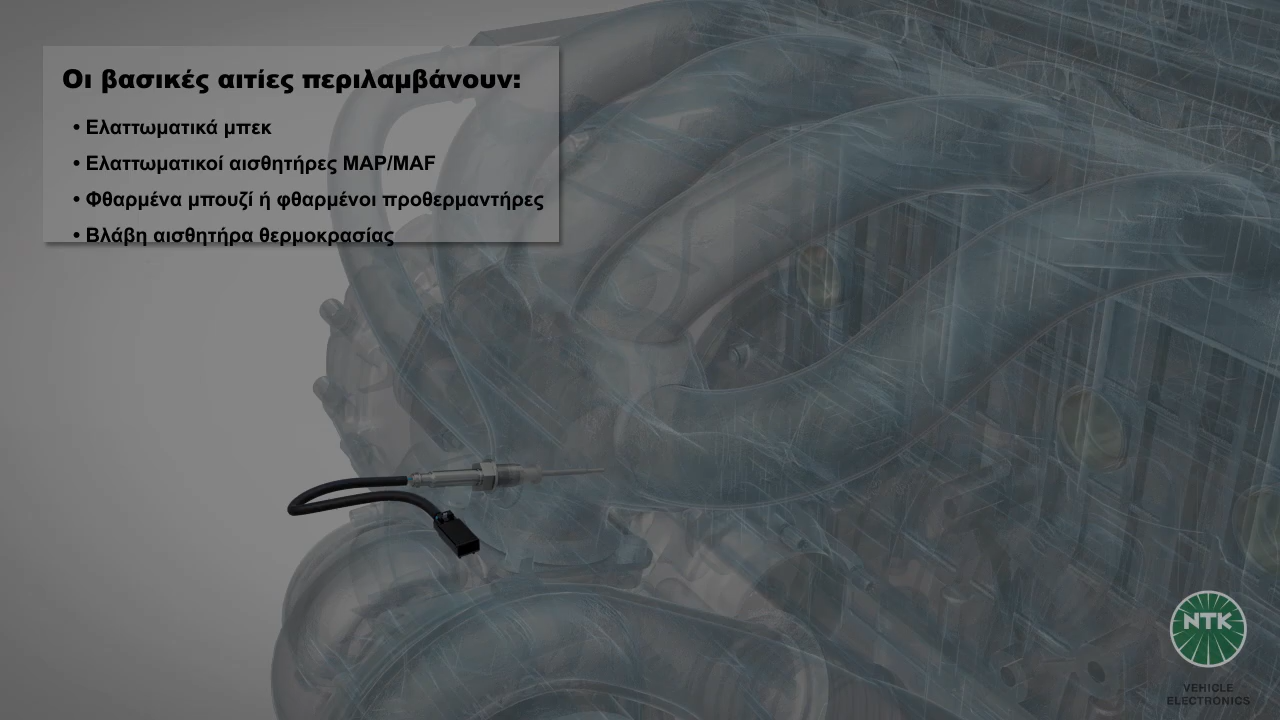 Οι βασικές αιτίες περιλαμβάνουν:
• Ελαττωματικά μπεκ
• Ελαττωματικοί αισθητήρες MAP/MAF
• Φθαρμένα μπουζί ή φθαρμένοι προθερμαντήρες
• Βλάβη αισθητήρα θερμοκρασίας
NTK
VEHICLE
ELECTRONICS